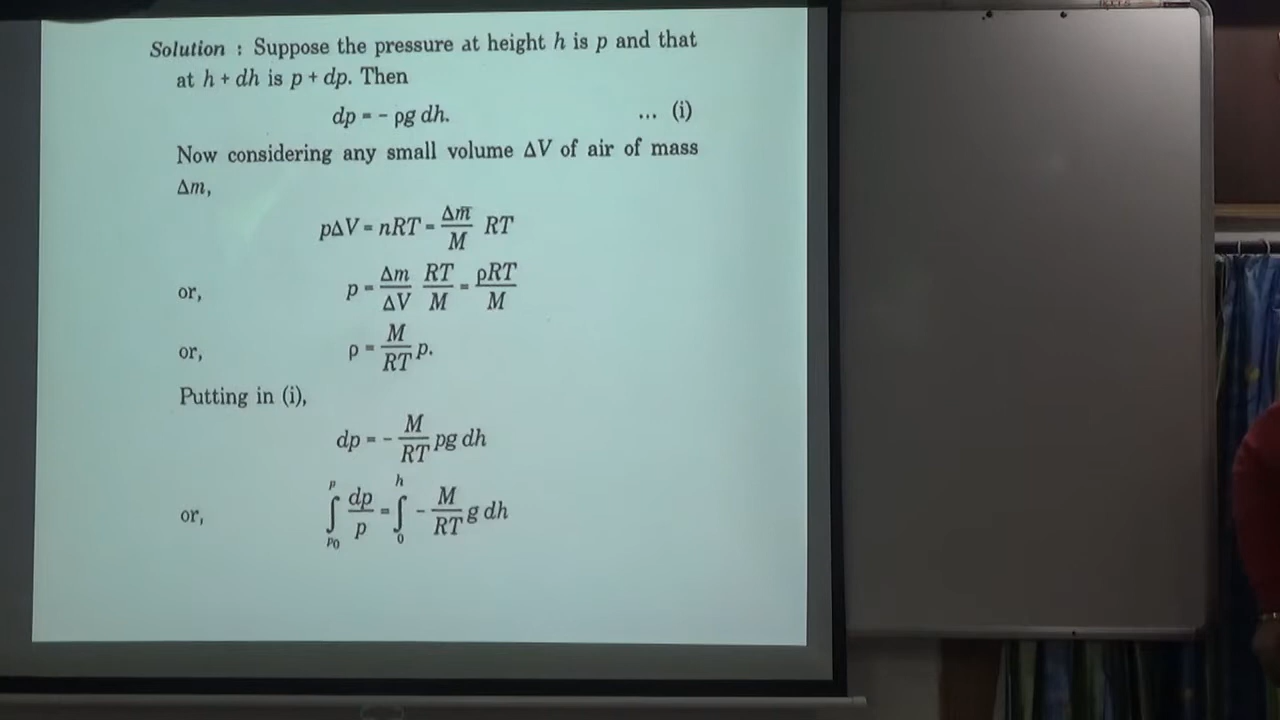 Solution : Suppose the pressure at height h is p and that
at h + dh is p + dp. Then
dp = - ρg dh. ... (i)
Now considering any small volume ΔV of air of mass
Δm,
pΔV = nRT = Δm/M RT
or, p = Δm/ΔV RT/M = ρRT/M
or, ρ = M/RT p.
Putting in (i),
dp = - M/RT pg dh
or, ∫_{p0}^{p} dp/p = ∫_{0}^{h} - M/RT g dh